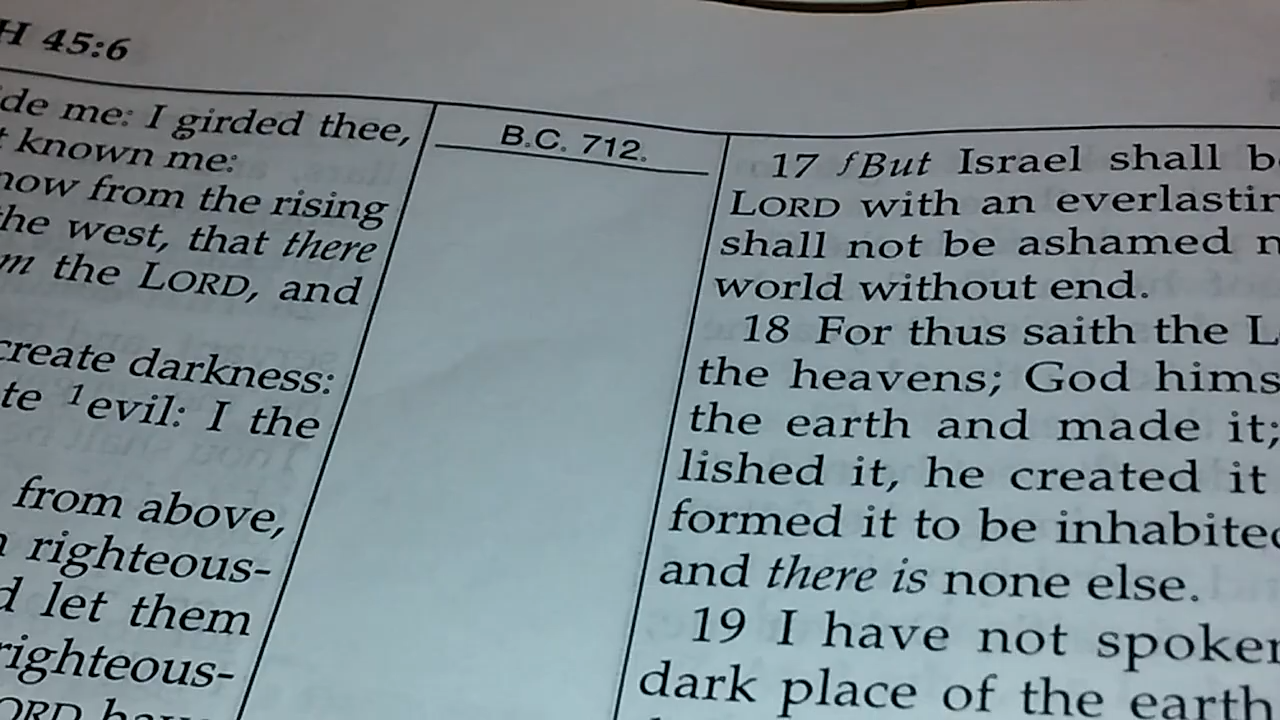 H 45:6
de me: I girded thee,
known me:
now from the rising
he west, that there
m the LORD, and
create darkness:
te ¹evil: I the
from above,
righteous-
d let them
righteous-
ORD
B.C. 712.
17 ƒBut Israel shall b
LORD with an everlastin
shall not be ashamed n
world without end.
18 For thus saith the L
the heavens; God hims
the earth and made it;
lished it, he created it
formed it to be inhabited
and there is none else.
19 I have not spoken
dark place of the earth